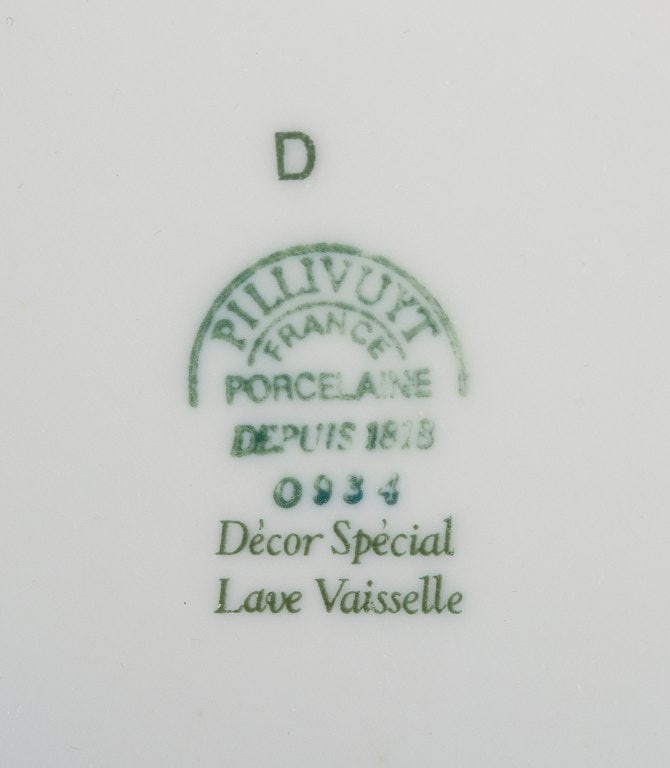 D
PILLIVUYT
FRANCE
PORCELAINE
DEPUIS 1818
0934
Décor Spécial
Lave Vaisselle